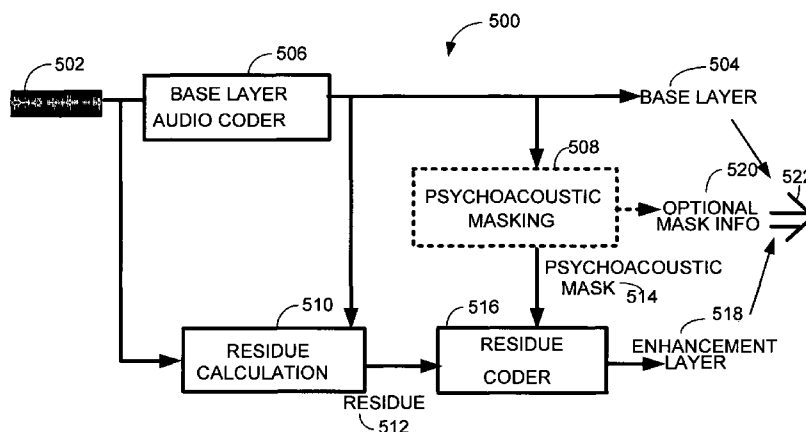 500
502
506
504
BASE LAYER
AUDIO CODER
BASE LAYER
508
520
522
PSYCHOACOUSTIC
MASKING
OPTIONAL
MASK INFO
PSYCHOACOUSTIC
MASK 514
510
516
518
RESIDUE
CALCULATION
RESIDUE
CODER
ENHANCEMENT
LAYER
RESIDUE
512